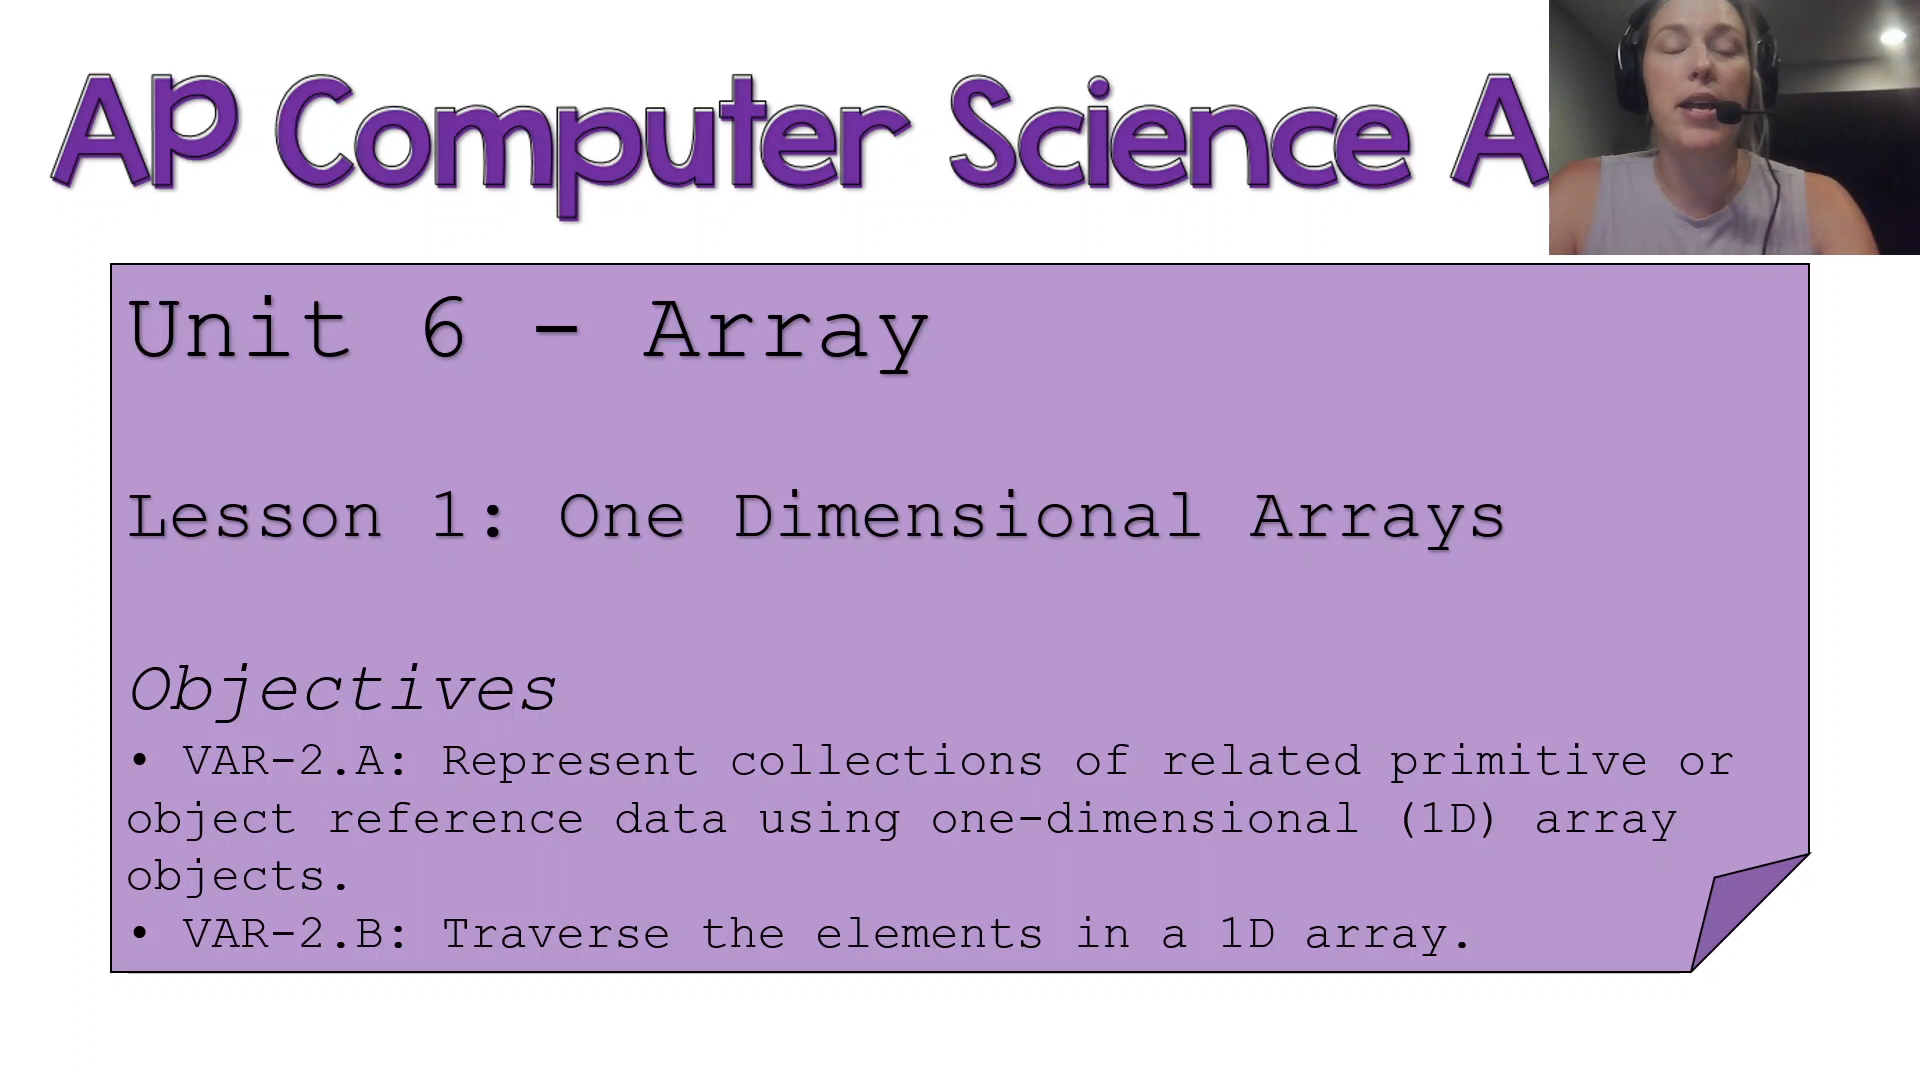 AP Computer Science A
Unit 6 - Array
Lesson 1: One Dimensional Arrays
Objectives
• VAR-2.A: Represent collections of related primitive or
object reference data using one-dimensional (1D) array
objects.
• VAR-2.B: Traverse the elements in a 1D array.